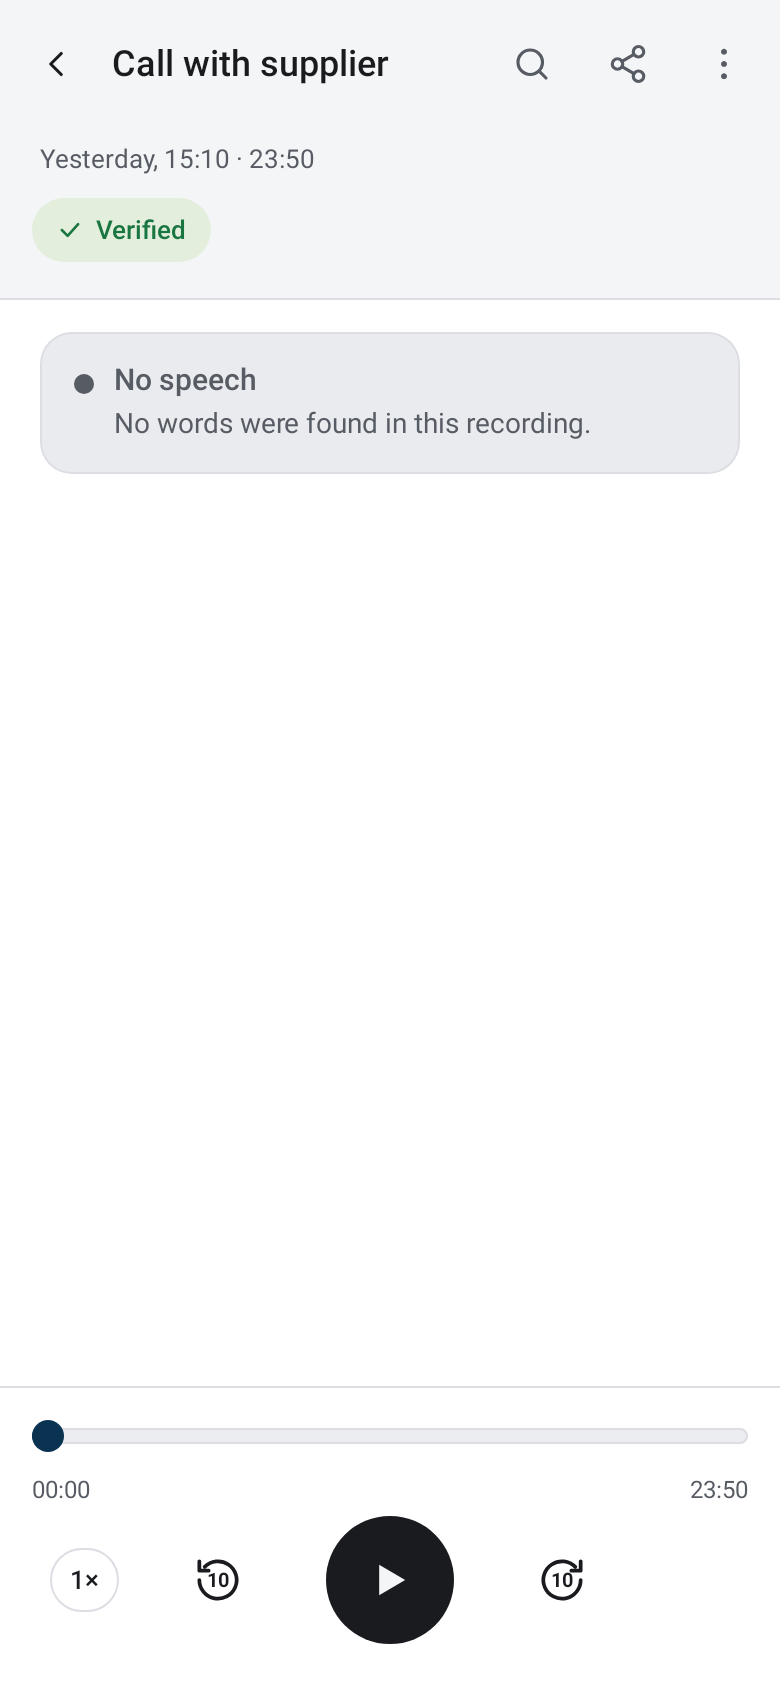 Call with supplier
Yesterday, 15:10 · 23:50
Verified
No speech
No words were found in this recording.
00:00 23:50
1× 10 10